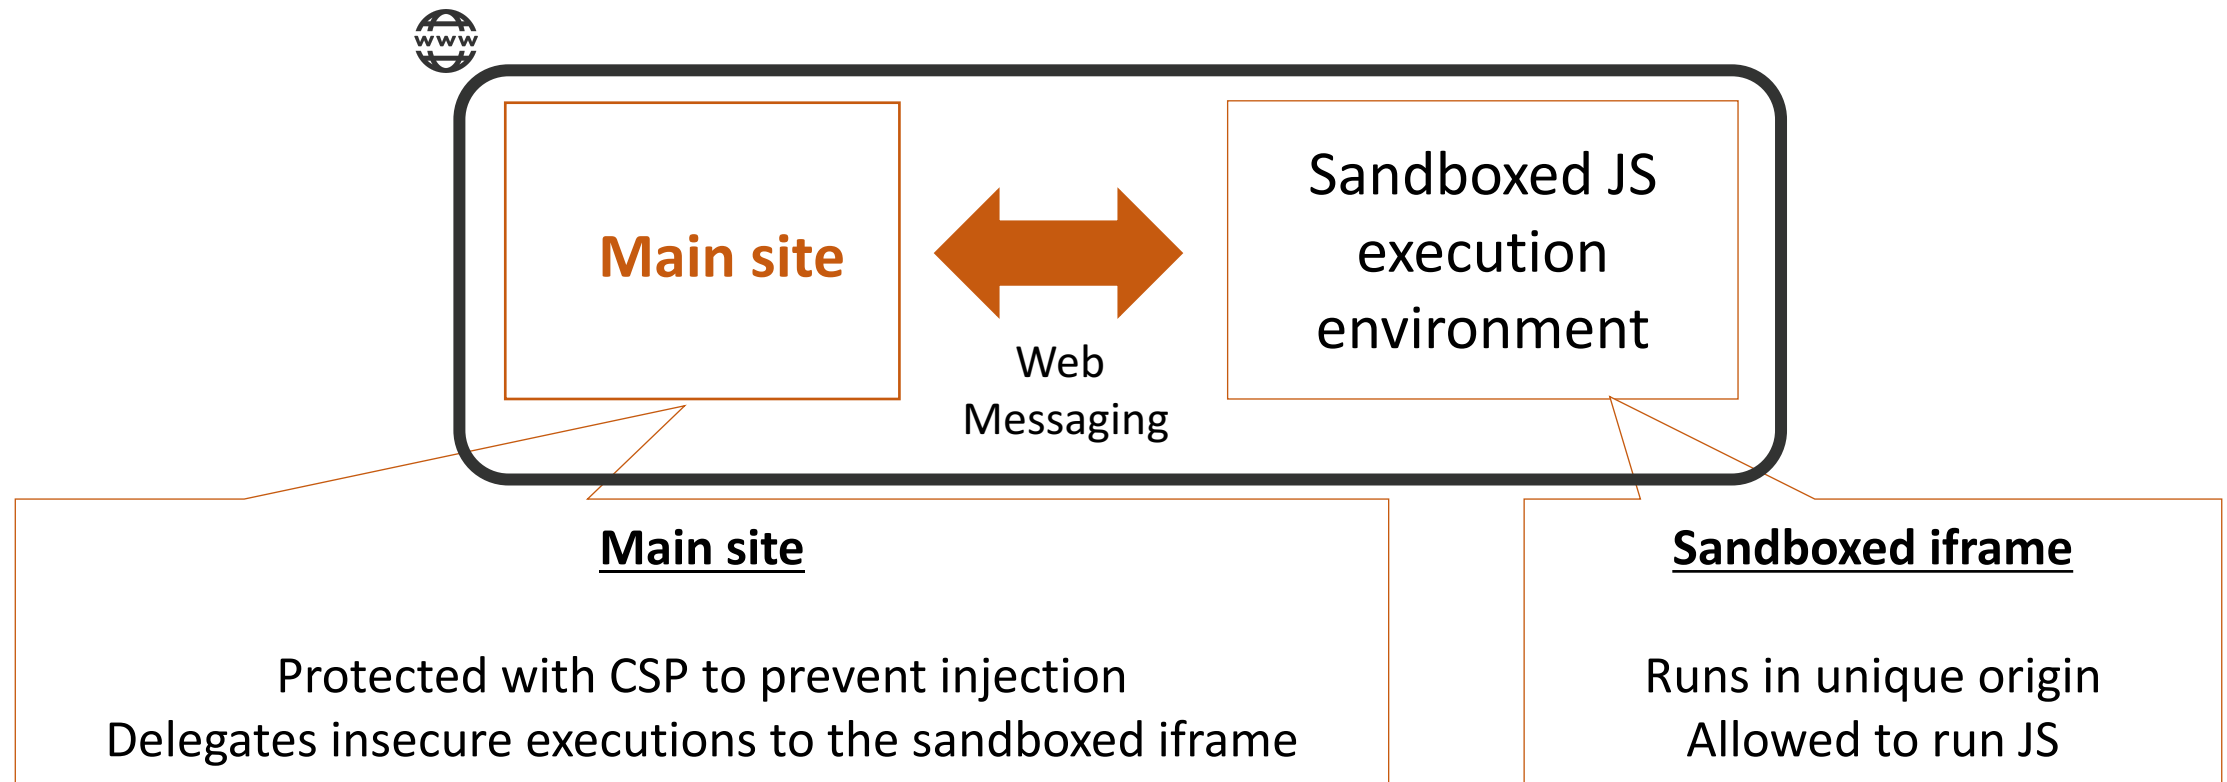 WWW
Main site
Sandboxed JS
execution
environment
Web
Messaging
Main site
Protected with CSP to prevent injection
Delegates insecure executions to the sandboxed iframe
Sandboxed iframe
Runs in unique origin
Allowed to run JS